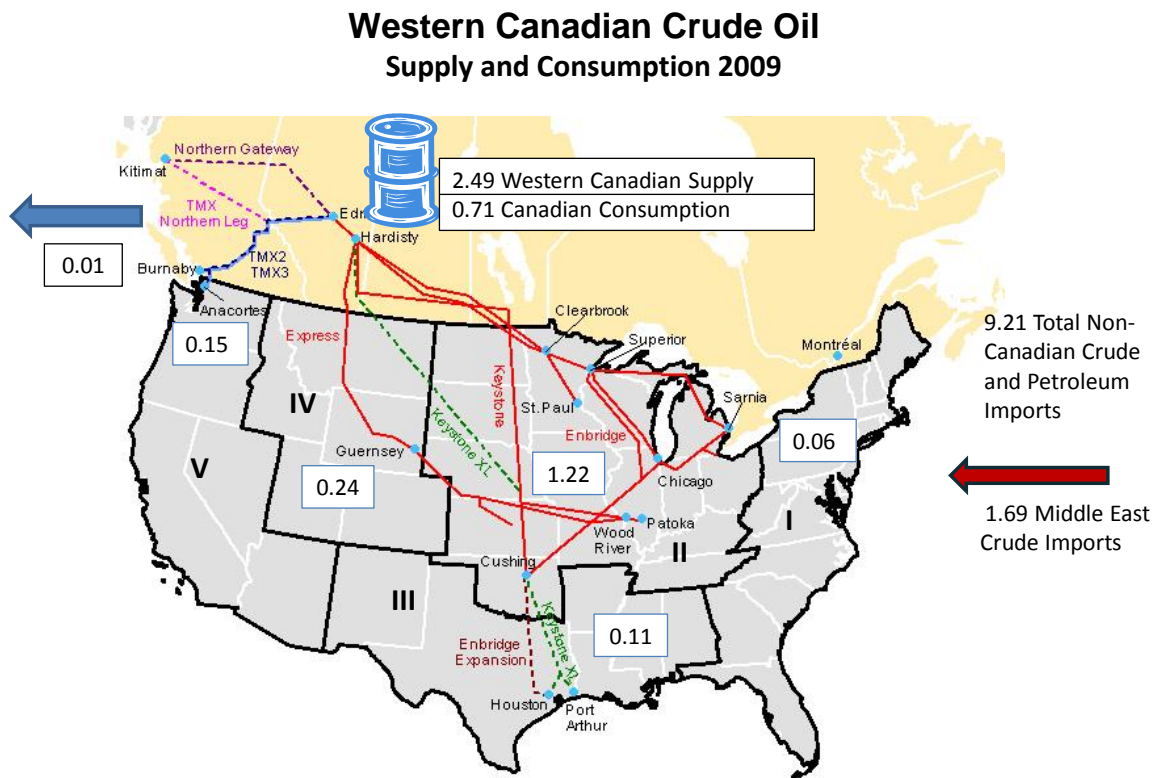 Western Canadian Crude Oil
Supply and Consumption 2009
Northern Gateway
Kitimat
2.49 Western Canadian Supply
0.71 Canadian Consumption
TMX
Northern Leg
Edm
Hardisty
0.01
Burnaby
TMX2
TMX3
Anacortes
0.15
Express
Clearbrook
Superior
Montréal
9.21 Total Non-
Canadian Crude
and Petroleum
Imports
Keystone
Keystone XL
St. Paul
Sarnia
IV
Enbridge
0.06
Guernsey
V
0.24
1.22
Chicago
I
1.69 Middle East
Crude Imports
Wood
River
Patoka
II
Cushing
III
Keystone XL
0.11
Enbridge
Expansion
Houston
Port
Arthur